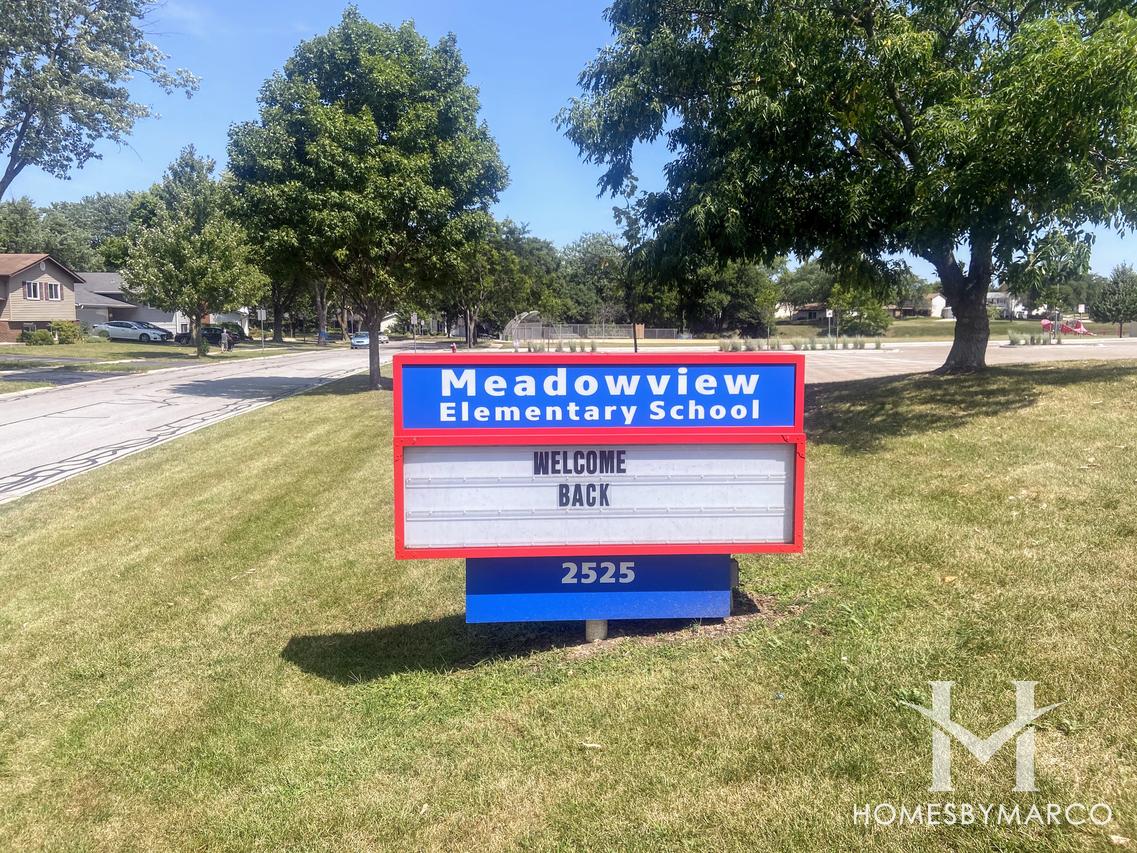 Meadowview
Elementary School
WELCOME
BACK
2525
HOMESBYMARCO